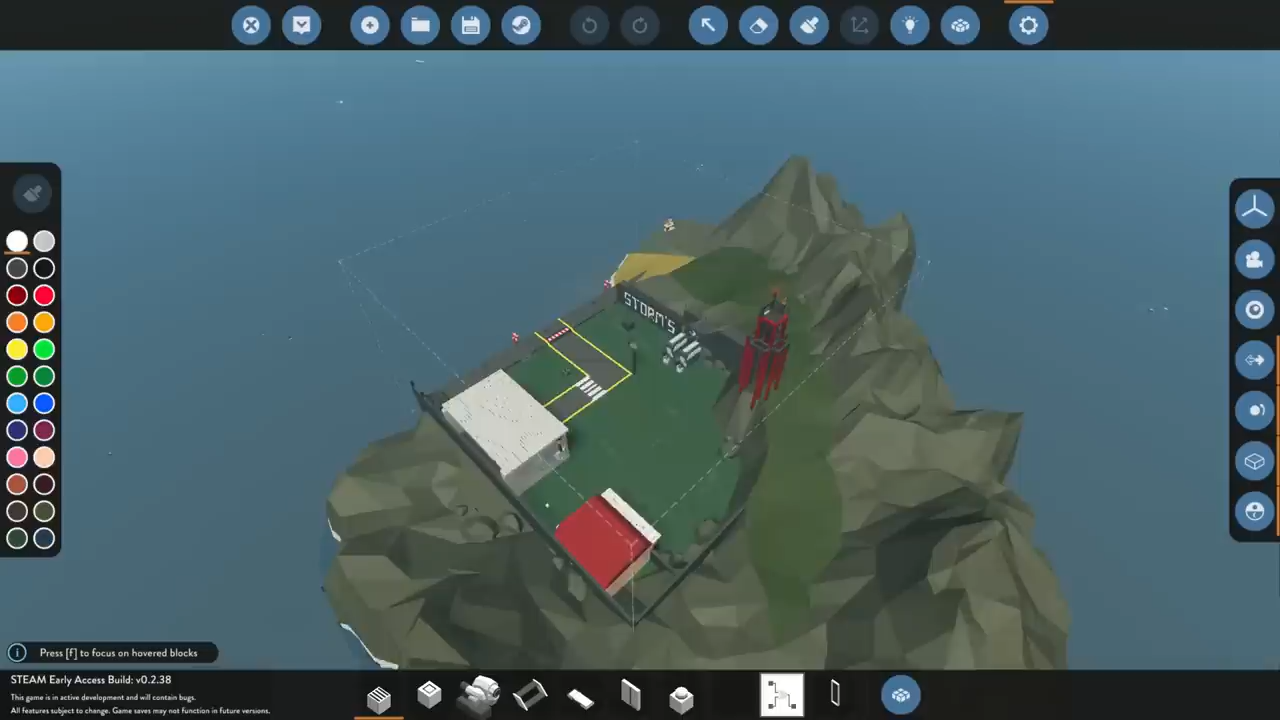 STORM'S
Press [f] to focus on hovered blocks
STEAM Early Access Build: v0.2.38
This game is in active development and will contain bugs.
All features subject to change. Game saves may not function in future versions.